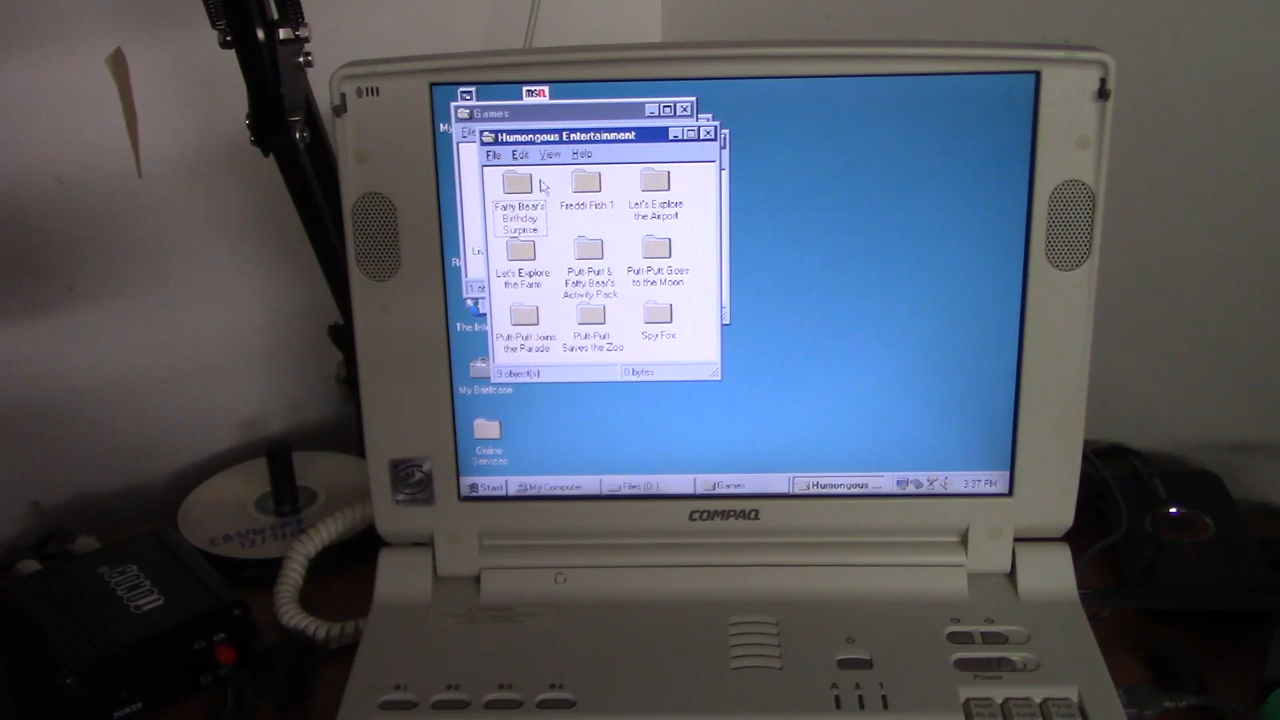 msn
Games
My
File
Humongous Entertainment
File Edit View Help
Fatty Bear's
Birthday
Surprise
Freddi Fish 1
Let's Explore
the Airport
Let's Explore
the Farm
Putt-Putt &
Fatty Bear's
Activity Pack
Putt-Putt Goes
to the Moon
Putt-Putt Joins
the Parade
Putt-Putt
Saves the Zoo
Spy Fox
9 object(s)
0 bytes
The Int
My Briefcase
Online
Services
Start
My Computer
Files (D:)
Games
Humongous ...
3:37 PM
COMPAQ
Power
A
1